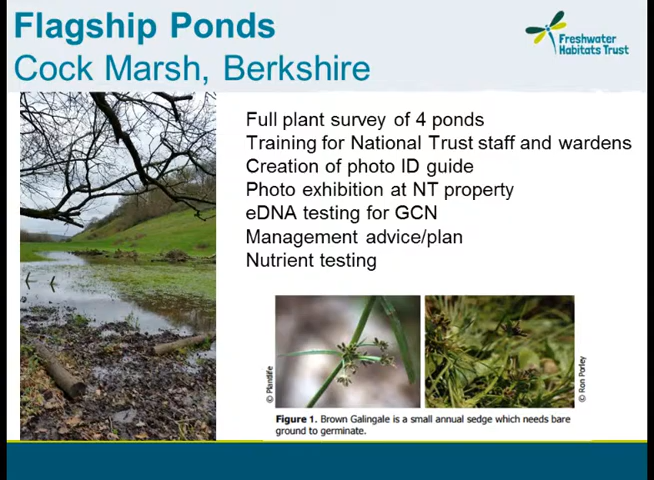 Flagship Ponds
Cock Marsh, Berkshire
Freshwater
Habitats Trust
Full plant survey of 4 ponds
Training for National Trust staff and wardens
Creation of photo ID guide
Photo exhibition at NT property
eDNA testing for GCN
Management advice/plan
Nutrient testing
© Plantlife
© Ron Porley
Figure 1. Brown Galingale is a small annual sedge which needs bare
ground to germinate.